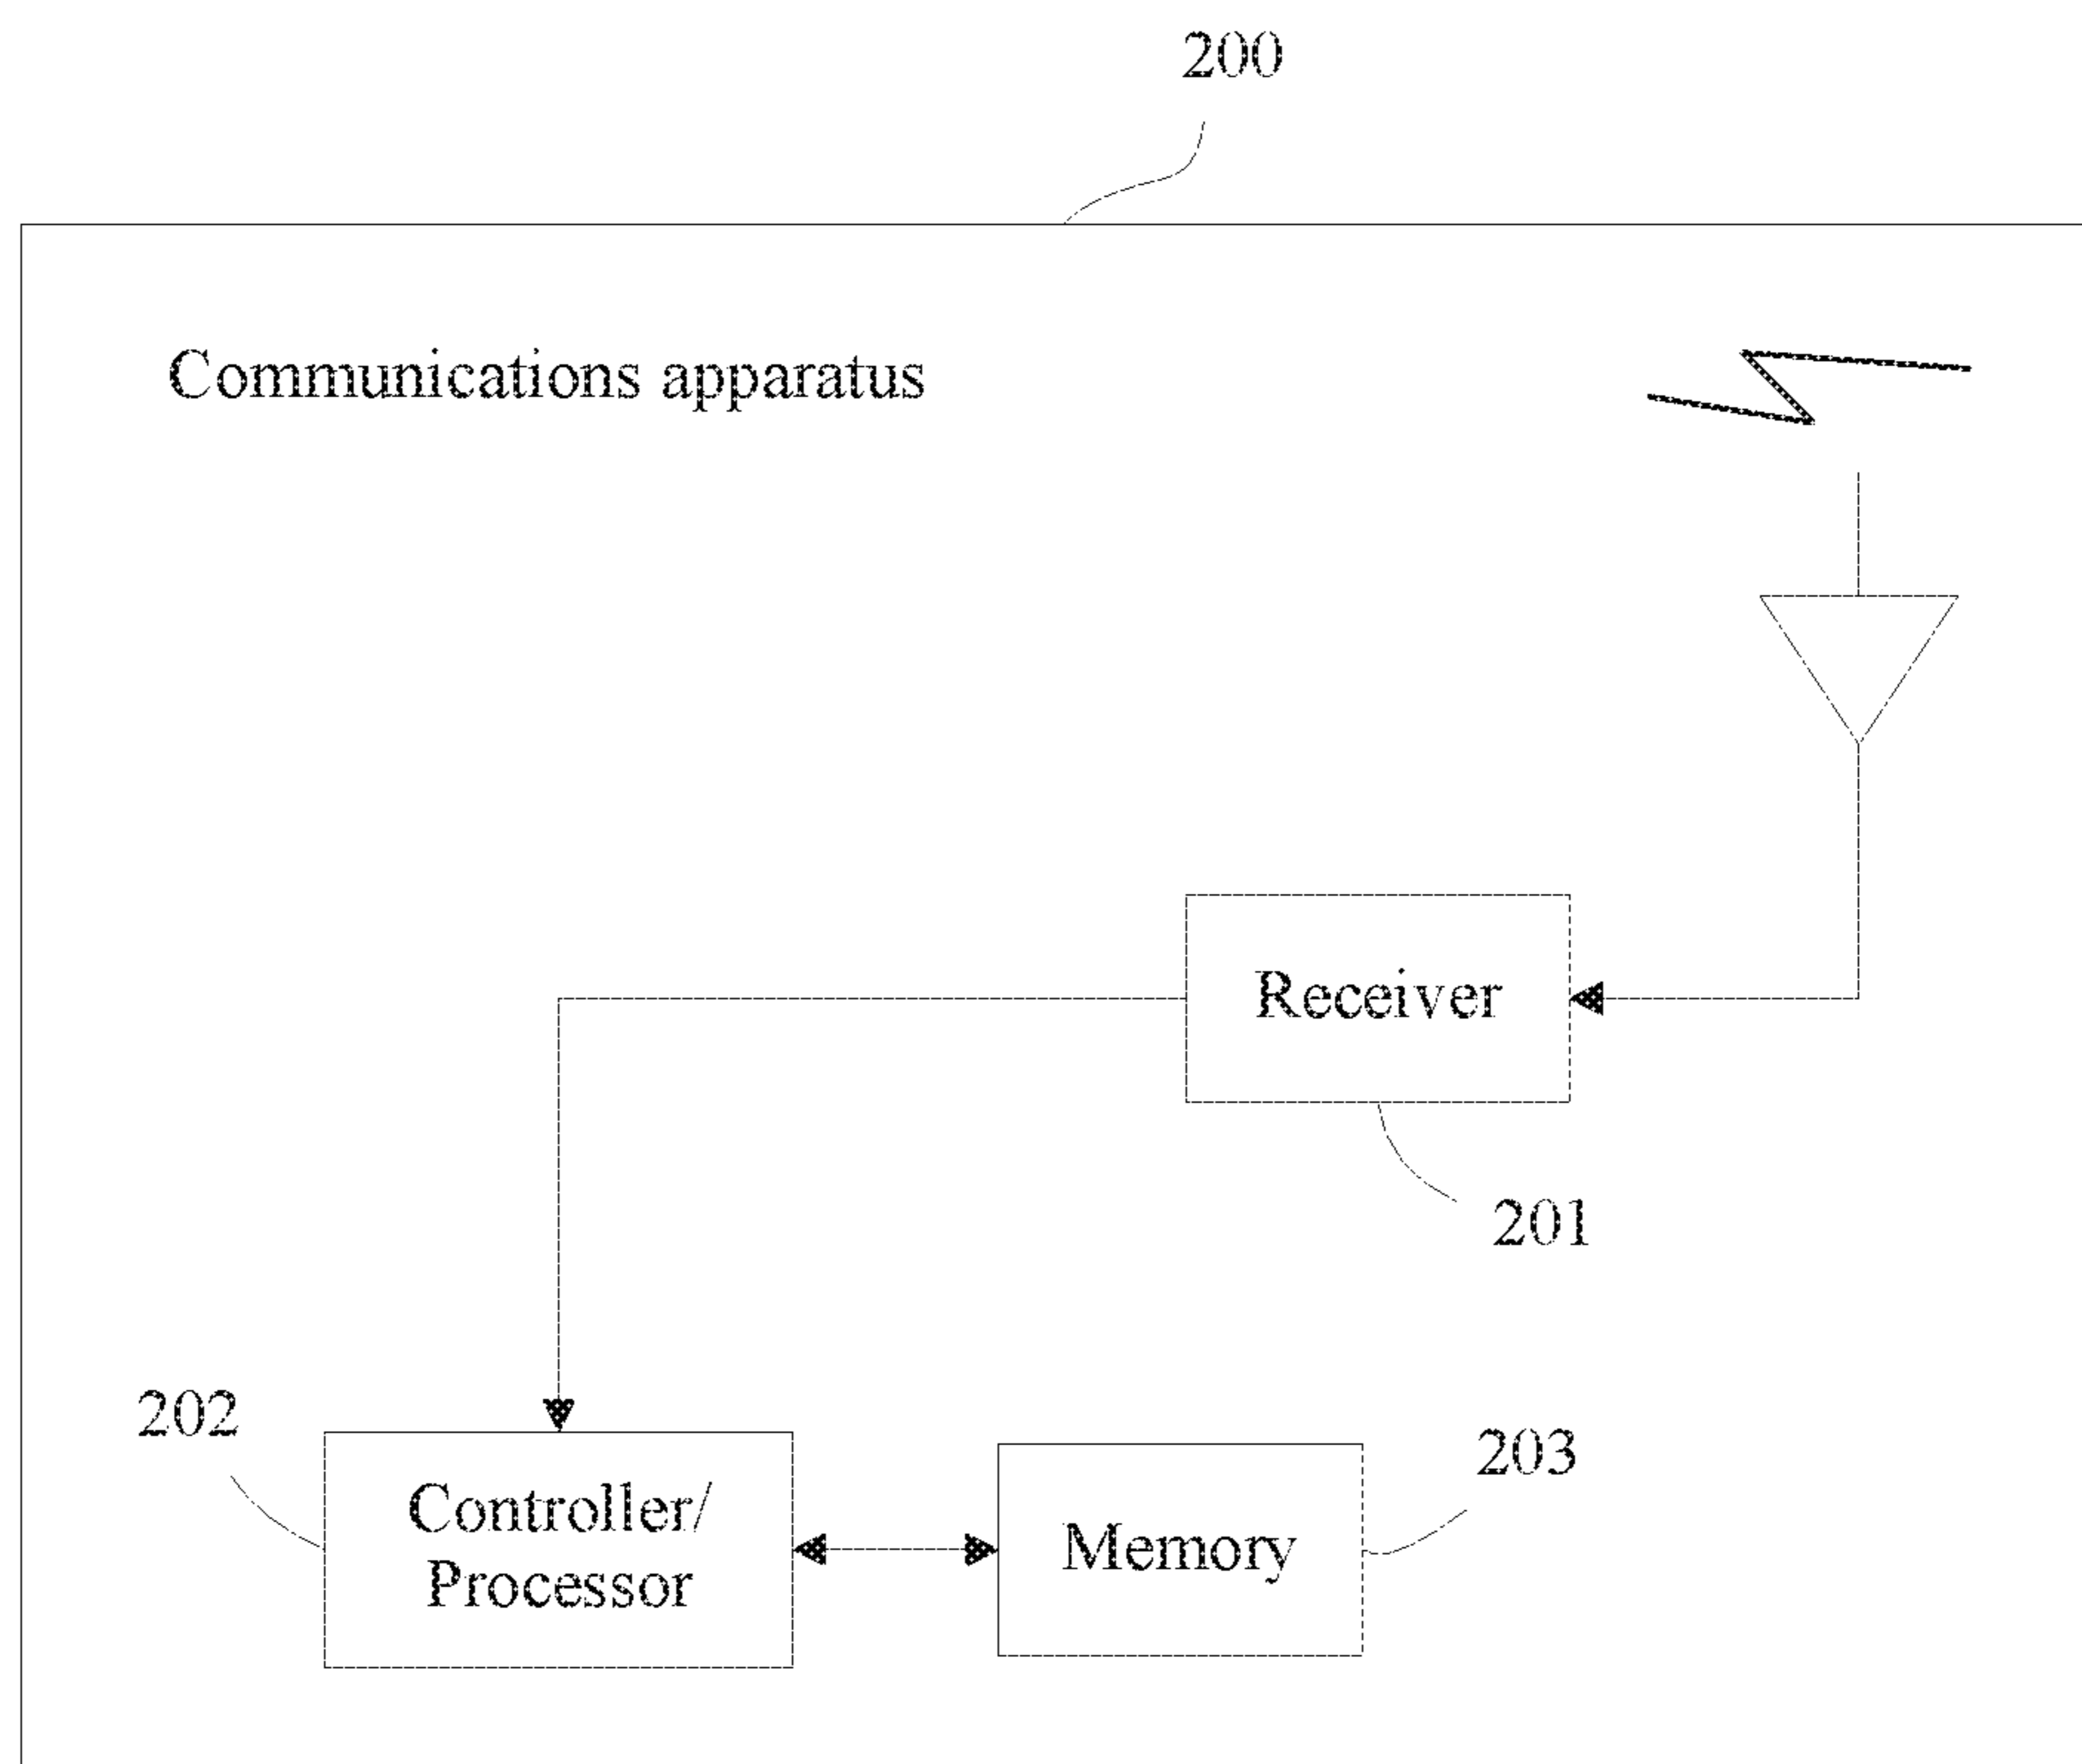 200
Communications apparatus
Receiver
201
202
Controller/
Processor
Memory
203